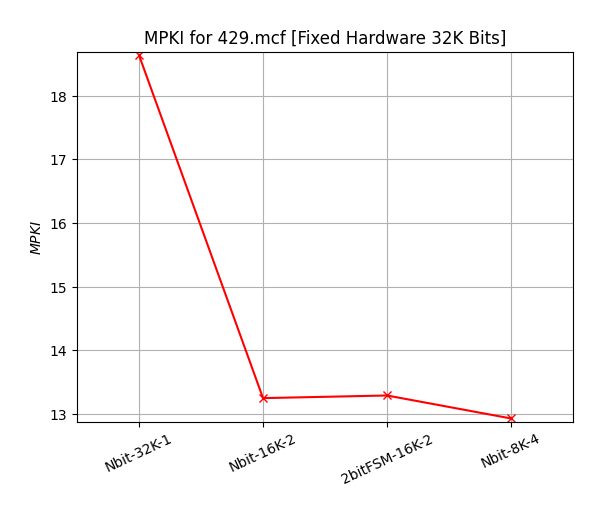 MPKI for 429.mcf [Fixed Hardware 32K Bits]
MPKI
18
17
16
15
14
13
Nbit-32K-1
Nbit-16K-2
2bitFSM-16K-2
Nbit-8K-4